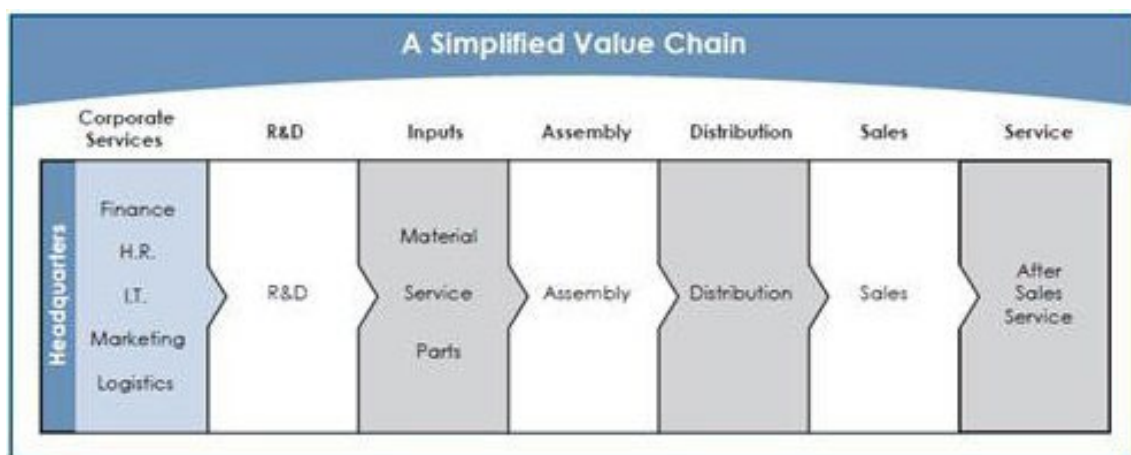 A Simplified Value Chain
Corporate
Services
R&D
Inputs
Assembly
Distribution
Sales
Service
Headquarters
Finance
H.R.
I.T.
Marketing
Logistics
R&D
Material
Service
Parts
Assembly
Distribution
Sales
After
Sales
Service